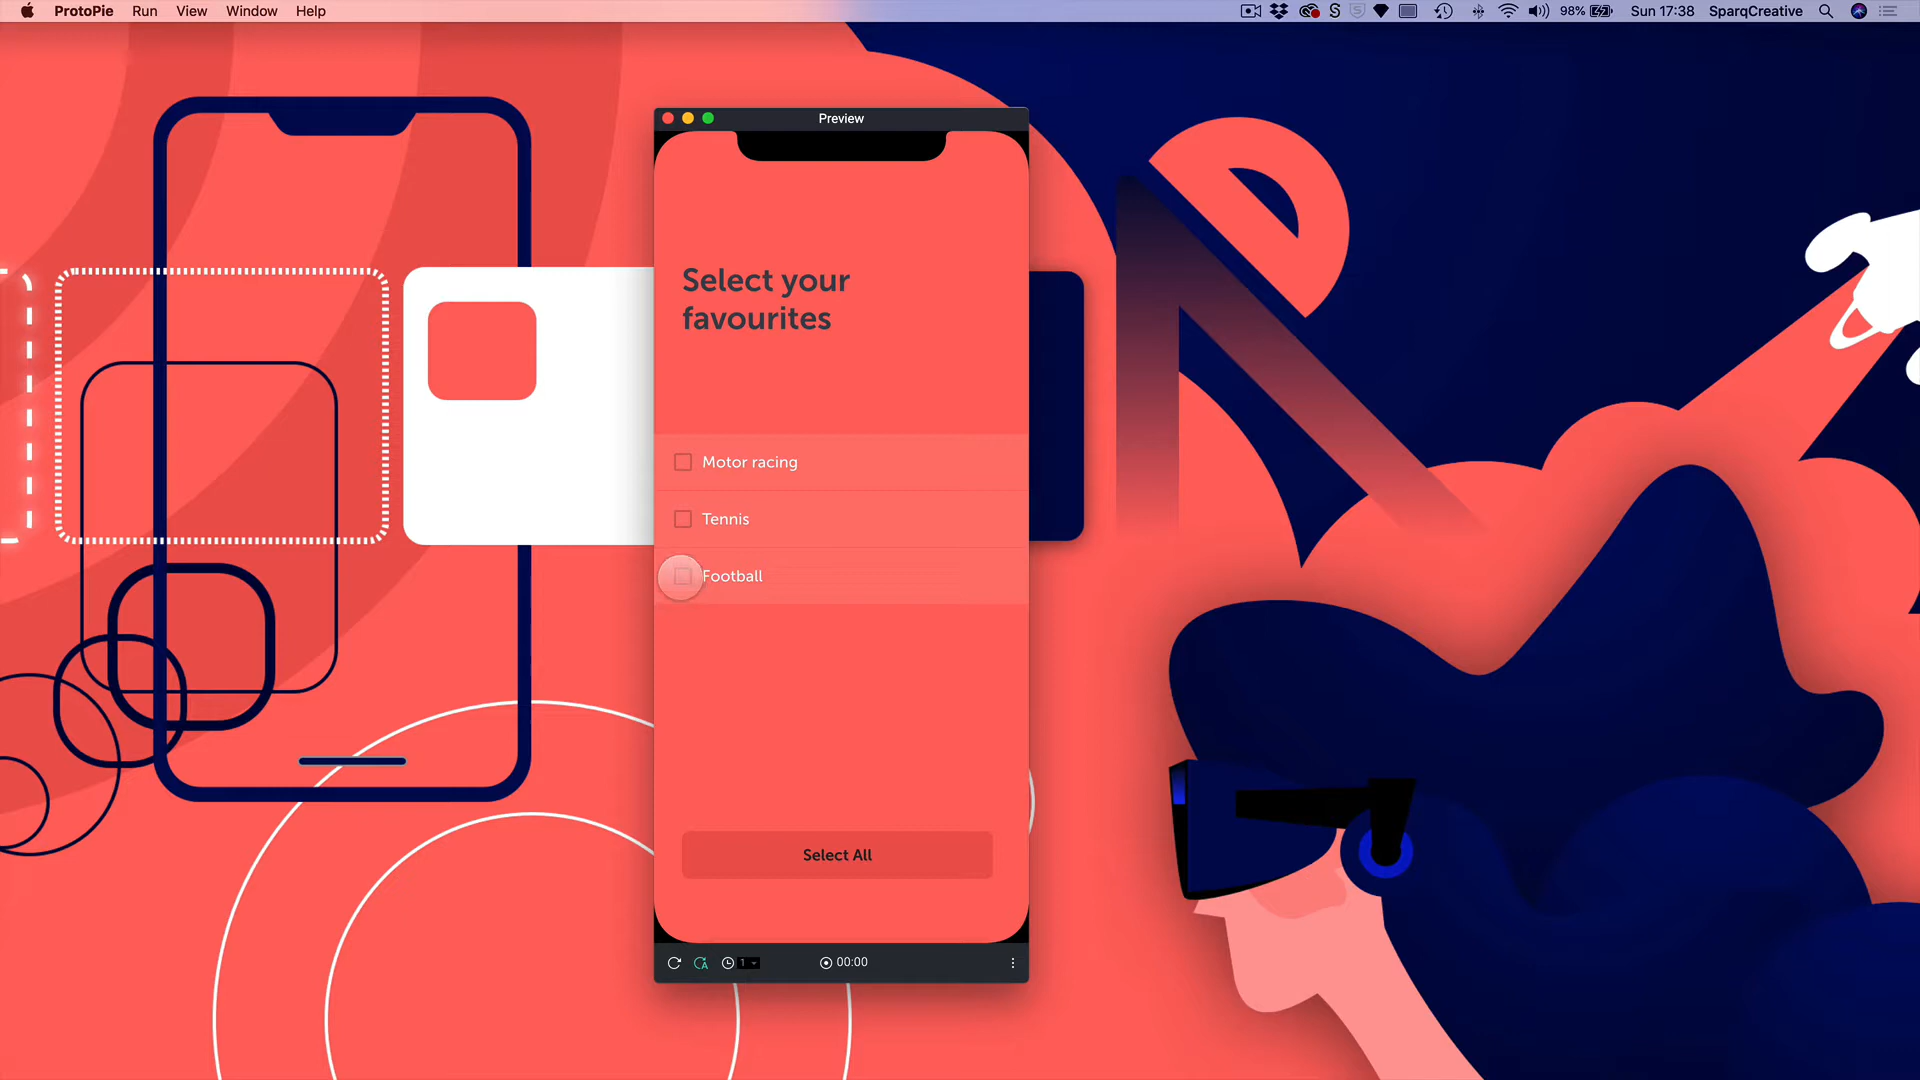 ProtoPie Run View Window Help 98% Sun 17:38 SparqCreative
Preview
Select your
favourites
Motor racing
Tennis
Football
Select All
1 00:00